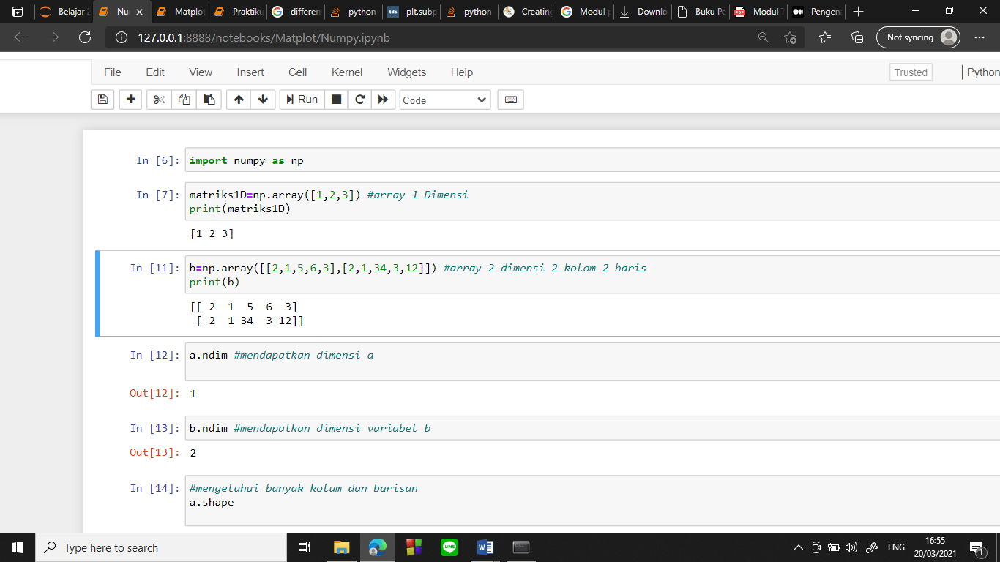 Belajar 2
Nu
Matplot
Praktiku
differen
python
tds
plt.subp
python
Creating
Modul p
Downlo
Buku Pe
PDF
Modul 7
Pengena
127.0.0.1:8888/notebooks/Matplot/Numpy.ipynb
Not syncing
File Edit View Insert Cell Kernel Widgets Help
Trusted
Python
Run
Code
In [6]: import numpy as np
In [7]: matriks1D=np.array([1,2,3]) #array 1 Dimensi
print(matriks1D)
[1 2 3]
In [11]: b=np.array([[2,1,5,6,3],[2,1,34,3,12]]) #array 2 dimensi 2 kolom 2 baris
print(b)
[[ 2  1  5  6  3]
 [ 2  1 34  3 12]]
In [12]: a.ndim #mendapatkan dimensi a
Out[12]: 1
In [13]: b.ndim #mendapatkan dimensi variabel b
Out[13]: 2
In [14]: #mengetahui banyak kolum dan barisan
a.shape
Type here to search
LINE
ENG
16:55
20/03/2021
1